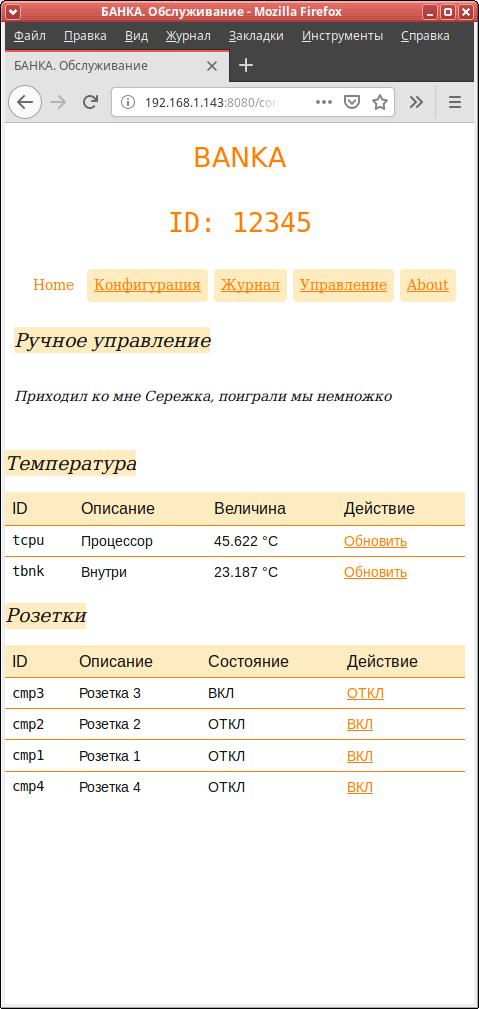 БАНКА. Обслуживание - Mozilla Firefox
Файл Правка Вид Журнал Закладки Инструменты Справка
БАНКА. Обслуживание
192.168.1.143:8080/con
BANKA
ID: 12345
Home Конфигурация Журнал Управление About
Ручное управление
Приходил ко мне Сережка, поиграли мы немножко
Температура
ID Описание Величина Действие
tcpu Процессор 45.622 °C Обновить
tbnk Внутри 23.187 °C Обновить
Розетки
ID Описание Состояние Действие
cmp3 Розетка 3 ВКЛ ОТКЛ
cmp2 Розетка 2 ОТКЛ ВКЛ
cmp1 Розетка 1 ОТКЛ ВКЛ
cmp4 Розетка 4 ОТКЛ ВКЛ